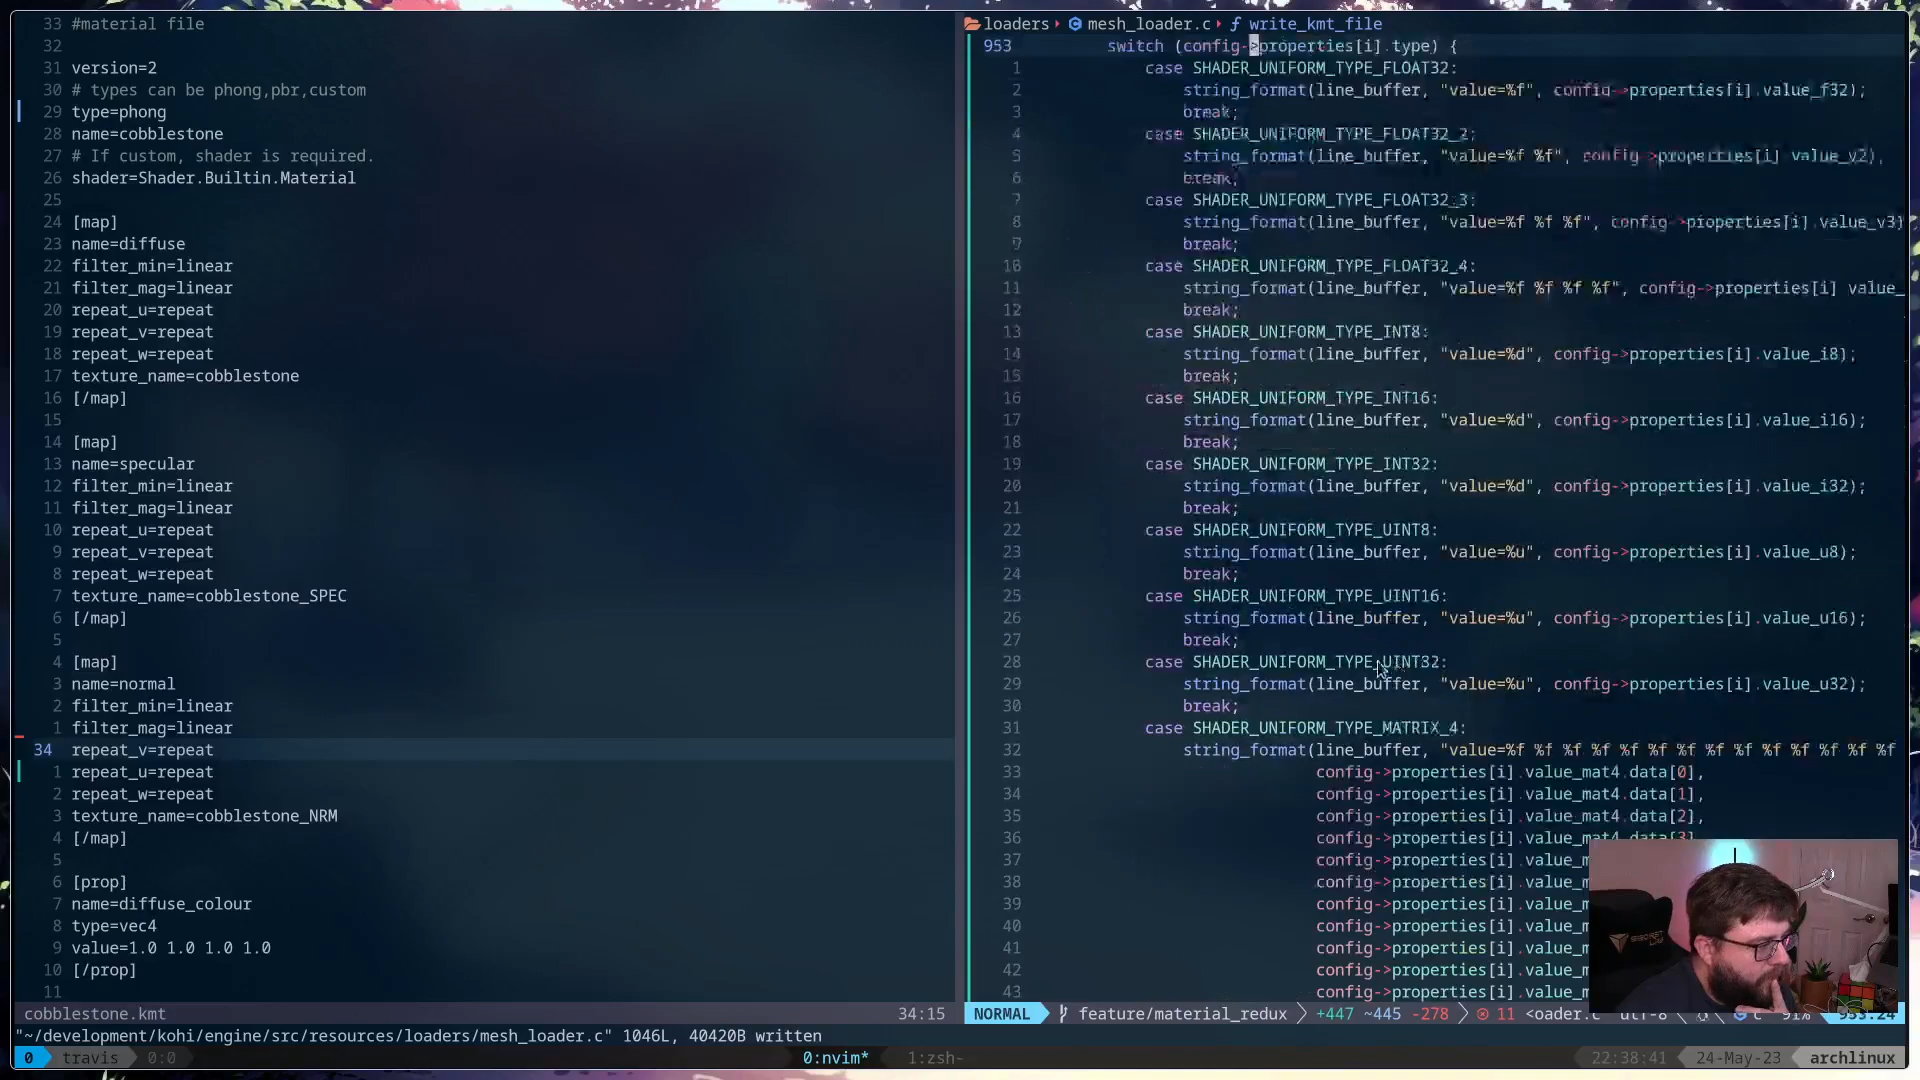 33 #material file
32
31 version=2
30 # types can be phong,pbr,custom
29 type=phong
28 name=cobblestone
27 # If custom, shader is required.
26 shader=Shader.Builtin.Material
25
24 [map]
23 name=diffuse
22 filter_min=linear
21 filter_mag=linear
20 repeat_u=repeat
19 repeat_v=repeat
18 repeat_w=repeat
17 texture_name=cobblestone
16 [/map]
15
14 [map]
13 name=specular
12 filter_min=linear
11 filter_mag=linear
10 repeat_u=repeat
9 repeat_v=repeat
8 repeat_w=repeat
7 texture_name=cobblestone_SPEC
6 [/map]
5
4 [map]
3 name=normal
2 filter_min=linear
1 filter_mag=linear
34 repeat_v=repeat
1 repeat_u=repeat
2 repeat_w=repeat
3 texture_name=cobblestone_NRM
4 [/map]
5
6 [prop]
7 name=diffuse_colour
8 type=vec4
9 value=1.0 1.0 1.0 1.0
10 [/prop]
11
cobblestone.kmt 34:15
loaders mesh_loader.c write_kmt_file
953 switch (config->properties[i].type) {
1 case SHADER_UNIFORM_TYPE_FLOAT32:
2 string_format(line_buffer, "value=%f", config->properties[i].value_f32);
3 break;
4 case SHADER_UNIFORM_TYPE_FLOAT32_2:
5 string_format(line_buffer, "value=%f %f", config->properties[i].value_v2);
6 break;
7 case SHADER_UNIFORM_TYPE_FLOAT32_3:
8 string_format(line_buffer, "value=%f %f %f", config->properties[i].value_v3)
9 break;
10 case SHADER_UNIFORM_TYPE_FLOAT32_4:
11 string_format(line_buffer, "value=%f %f %f %f", config->properties[i].value_
12 break;
13 case SHADER_UNIFORM_TYPE_INT8:
14 string_format(line_buffer, "value=%d", config->properties[i].value_i8);
15 break;
16 case SHADER_UNIFORM_TYPE_INT16:
17 string_format(line_buffer, "value=%d", config->properties[i].value_i16);
18 break;
19 case SHADER_UNIFORM_TYPE_INT32:
20 string_format(line_buffer, "value=%d", config->properties[i].value_i32);
21 break;
22 case SHADER_UNIFORM_TYPE_UINT8:
23 string_format(line_buffer, "value=%u", config->properties[i].value_u8);
24 break;
25 case SHADER_UNIFORM_TYPE_UINT16:
26 string_format(line_buffer, "value=%u", config->properties[i].value_u16);
27 break;
28 case SHADER_UNIFORM_TYPE_UINT32:
29 string_format(line_buffer, "value=%u", config->properties[i].value_u32);
30 break;
31 case SHADER_UNIFORM_TYPE_MATRIX_4:
32 string_format(line_buffer, "value=%f %f %f %f %f %f %f %f %f %f %f %f %f
33 config->properties[i].value_mat4.data[0],
34 config->properties[i].value_mat4.data[1],
35 config->properties[i].value_mat4.data[2],
36 config->properties[i].value_mat4.data[3]
37 config->properties[i].value_m
38 config->properties[i].value_m
39 config->properties[i].value_m
40 config->properties[i].value_m
41 config->properties[i].value_m
42 config->properties[i].value_m
43 config->properties[i].value_m
NORMAL feature/material_redux +447 ~445 -278 11 <oader.c utf-8 C c 91% 953:24
"~/development/kohi/engine/src/resources/loaders/mesh_loader.c" 1046L, 40420B written
0 travis 0:0 0:nvim* 1:zsh- 22:38:41 24-May-23 archlinux